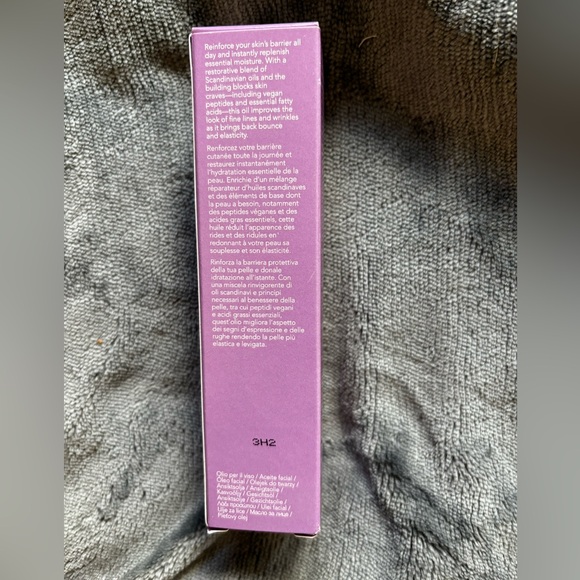 Reinforce your skin's barrier all
day and instantly replenish
essential moisture. With a
restorative blend of
Scandinavian oils and the
building blocks skin
craves—including vegan
peptides and essential fatty
acids—this oil improves the
look of fine lines and wrinkles
as it brings back bounce
and elasticity.
Renforcez votre barrière
cutanée toute la journée et
restaurez instantanément
l'hydratation essentielle de la
peau. Enrichie d'un mélange
réparateur d'huiles scandinaves
et des éléments de base dont
la peau a besoin, notamment
des peptides véganes et des
acides gras essentiels, cette
huile réduit l'apparence des
rides et des ridules en
redonnant à votre peau sa
souplesse et son élasticité.
Rinforza la barriera protettiva
della tua pelle e donale
idratazione all'istante. Con
una miscela rinvigorente di
oli scandinavi e principi
necessari al benessere della
pelle, tra cui peptidi vegani
e acidi grassi essenziali,
quest'olio migliora l'aspetto
dei segni d'espressione e delle
rughe rendendo la pelle più
elastica e levigata.
3H2
Olio per il viso / Aceite facial /
Óleo facial / Olejek do twarzy /
Ansiktsolja / Ansigtsolie /
Kasvoöljy / Gesichtsöl /
Ansiktsolje / Gezichtsolie /
Λάδι προσώπου / Ulei facial /
Ulje za lice / Масло за лице /
Pleťový olej